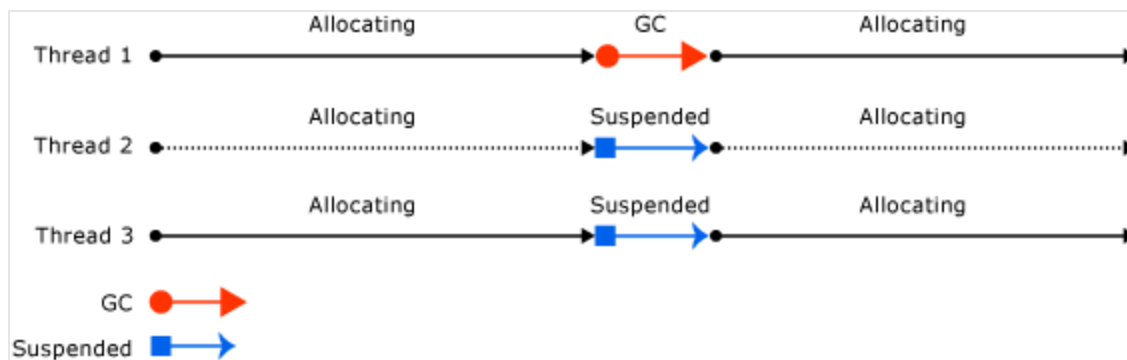 Allocating GC Allocating
Thread 1
Allocating Suspended Allocating
Thread 2
Allocating Suspended Allocating
Thread 3
GC
Suspended